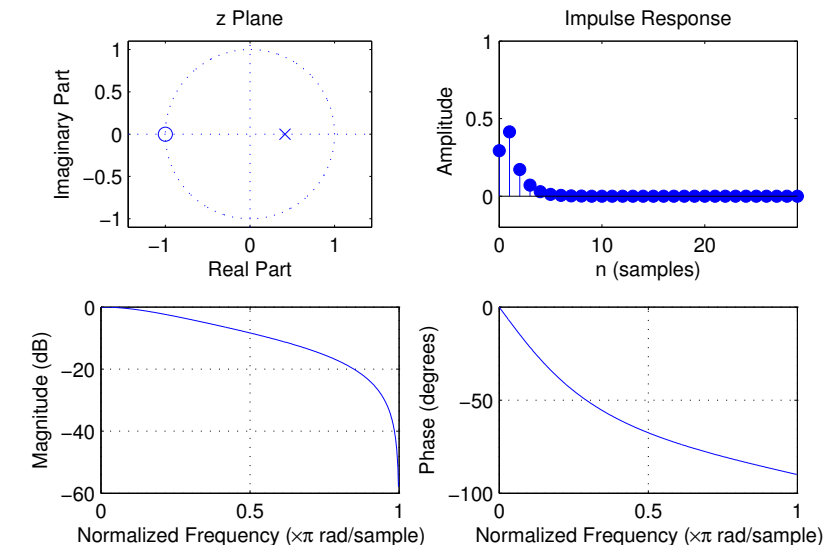 z Plane
Imaginary Part
1
0.5
0
−0.5
−1
−1 0 1
Real Part
Impulse Response
Amplitude
1
0.5
0
0 10 20
n (samples)
Magnitude (dB)
0
−20
−40
−60
0 0.5 1
Normalized Frequency (×π rad/sample)
Phase (degrees)
0
−50
−100
0 0.5 1
Normalized Frequency (×π rad/sample)